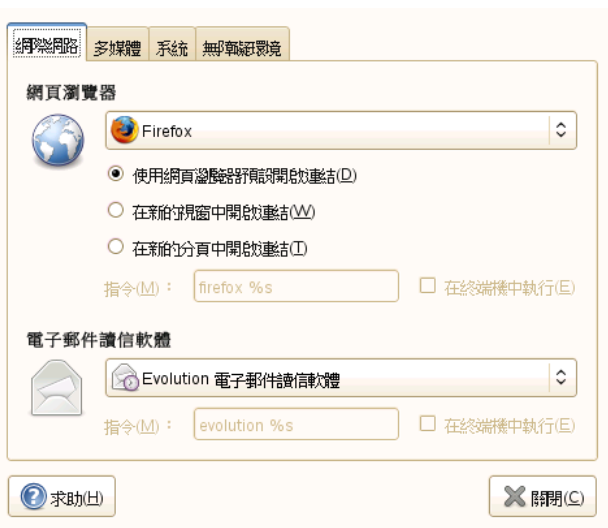 網際網路 多媒體 系統 無障礙環境
網頁瀏覽器
Firefox
使用網頁瀏覽器預設開啟連結(D)
在新的視窗中開啟連結(W)
在新的分頁中開啟連結(T)
指令(M)： firefox %s 在終端機中執行(E)
電子郵件讀信軟體
Evolution 電子郵件讀信軟體
指令(M)： evolution %s 在終端機中執行(E)
求助(H) 關閉(C)